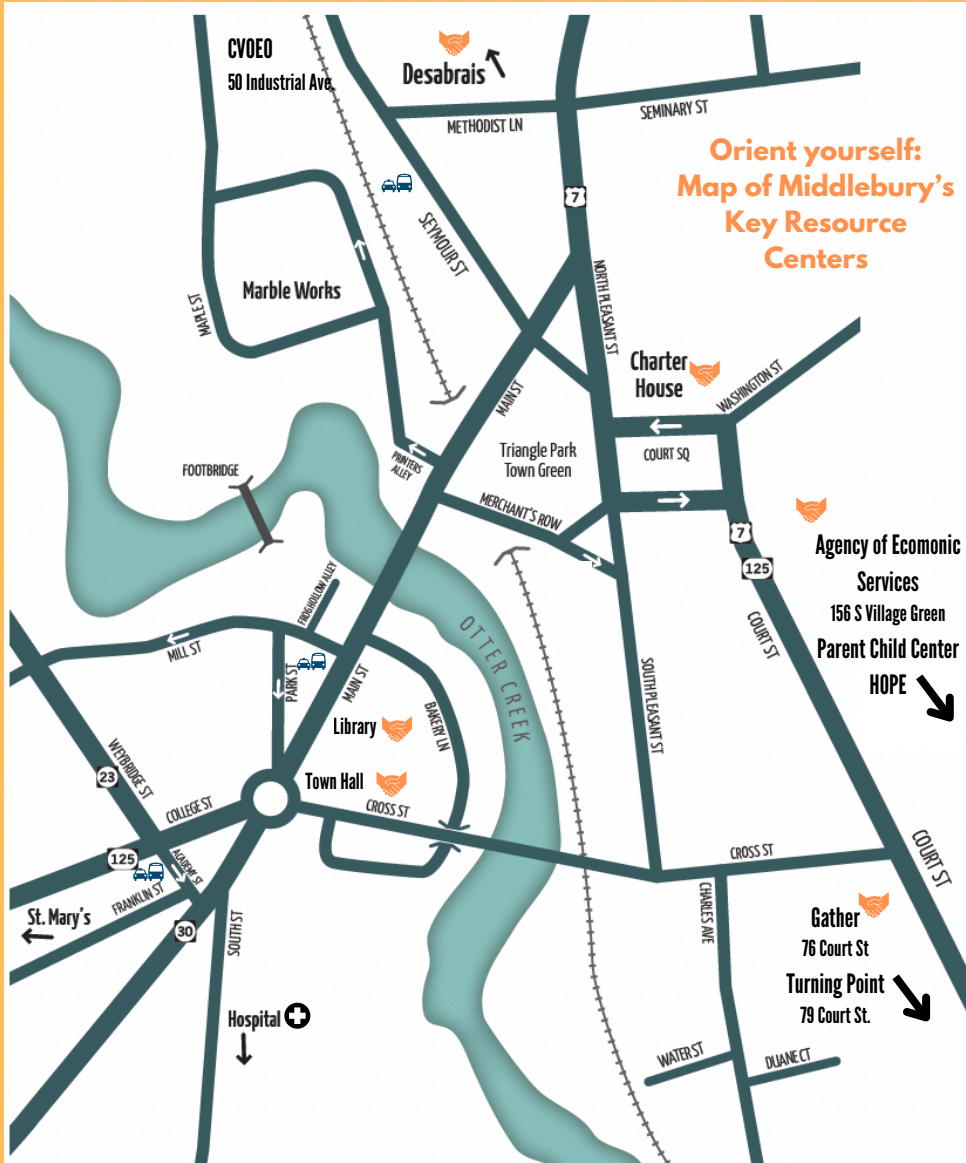 CVOEO
50 Industrial Ave.
Desabrais
METHODIST LN
SEMINARY ST
Orient yourself:
Map of Middlebury's
Key Resource
Centers
7
SEYMOUR ST
NORTH PLEASANT ST
Marble Works
MAPLE ST
MAIN ST
Charter
House
WASHINGTON ST
COURT SQ
Triangle Park
Town Green
PRINTERS
ALLEY
MERCHANT'S ROW
FOOTBRIDGE
7
125
Agency of Ecomonic
Services
156 S Village Green
Parent Child Center
HOPE
FROG HOLLOW ALLEY
MILL ST
PARK ST
MAIN ST
OTTER CREEK
COURT ST
SOUTH PLEASANT ST
BAKERY LN
Library
Town Hall
WEYBRIDGE ST
23
COLLEGE ST
CROSS ST
CROSS ST
COURT ST
125
ACADEMY ST
FRANKLIN ST
St. Mary's
30
SOUTH ST
CHARLES AVE
Gather
76 Court St
Turning Point
79 Court St.
Hospital
WATER ST
DUANE CT